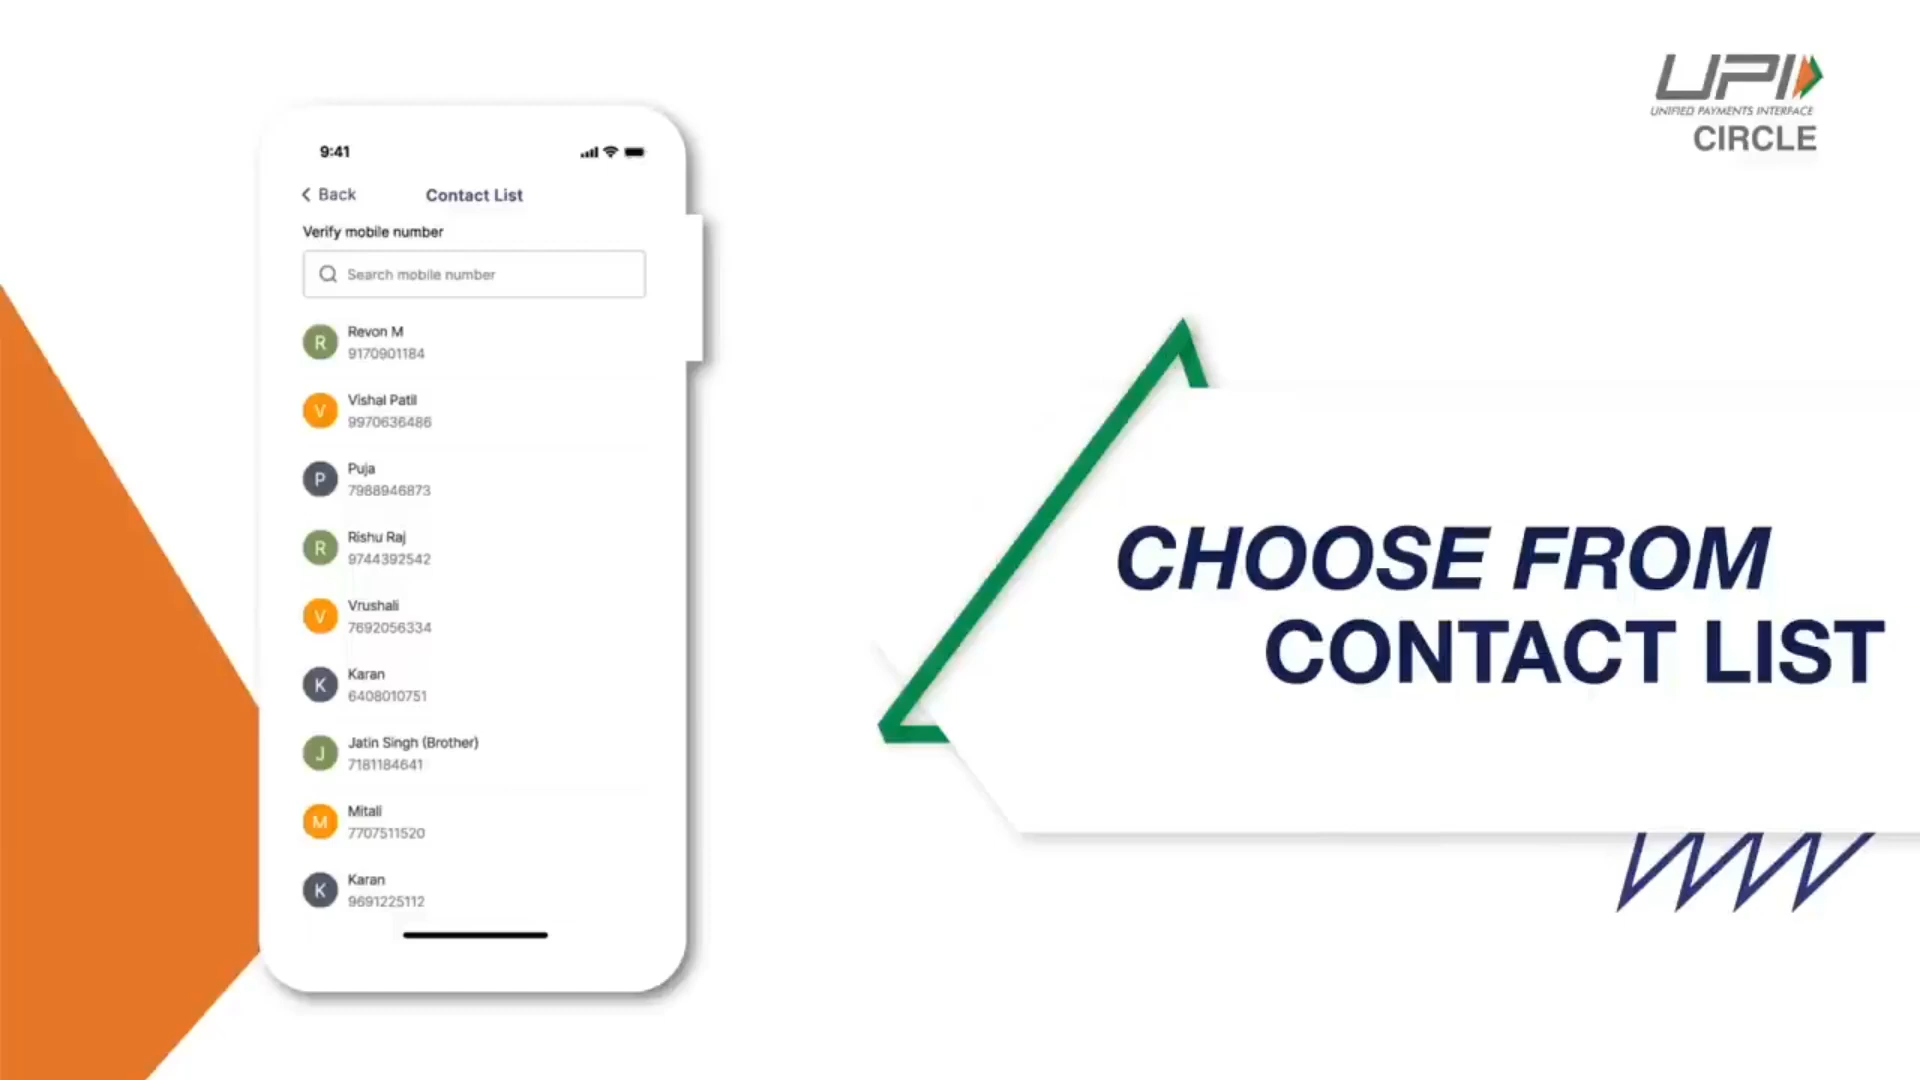 UPI
UNIFIED PAYMENTS INTERFACE
CIRCLE
9:41
Back
Contact List
Verify mobile number
Search mobile number
R
Revon M
9170901184
V
Vishal Patil
9970636486
P
Puja
7988946873
R
Rishu Raj
9744392542
V
Vrushali
7692056334
K
Karan
6408010751
J
Jatin Singh (Brother)
7181184641
M
Mitali
7707511520
K
Karan
9691225112
CHOOSE FROM
CONTACT LIST